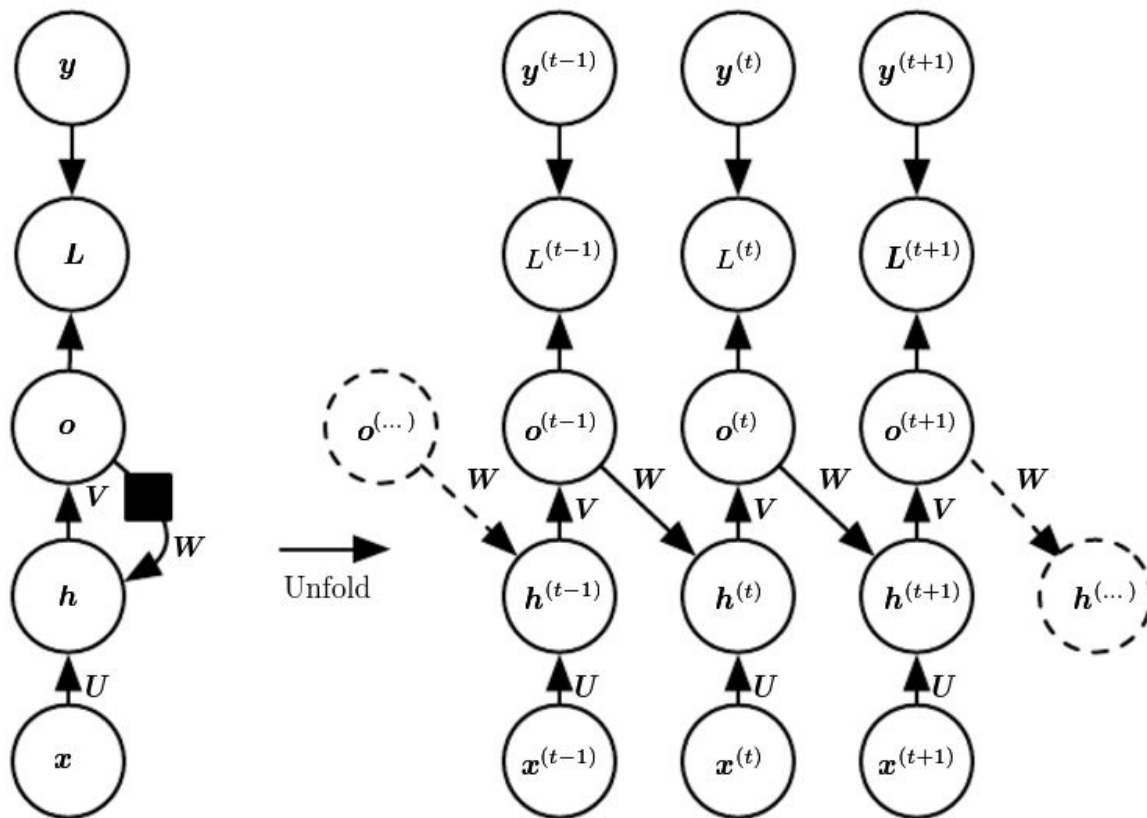 y y^(t−1) y^(t) y^(t+1)
L L^(t−1) L^(t) L^(t+1)
o o^(...) o^(t−1) o^(t) o^(t+1)
W W W W
V V V V
W
h h^(t−1) h^(t) h^(t+1) h^(...)
Unfold
U U U U
x x^(t−1) x^(t) x^(t+1)